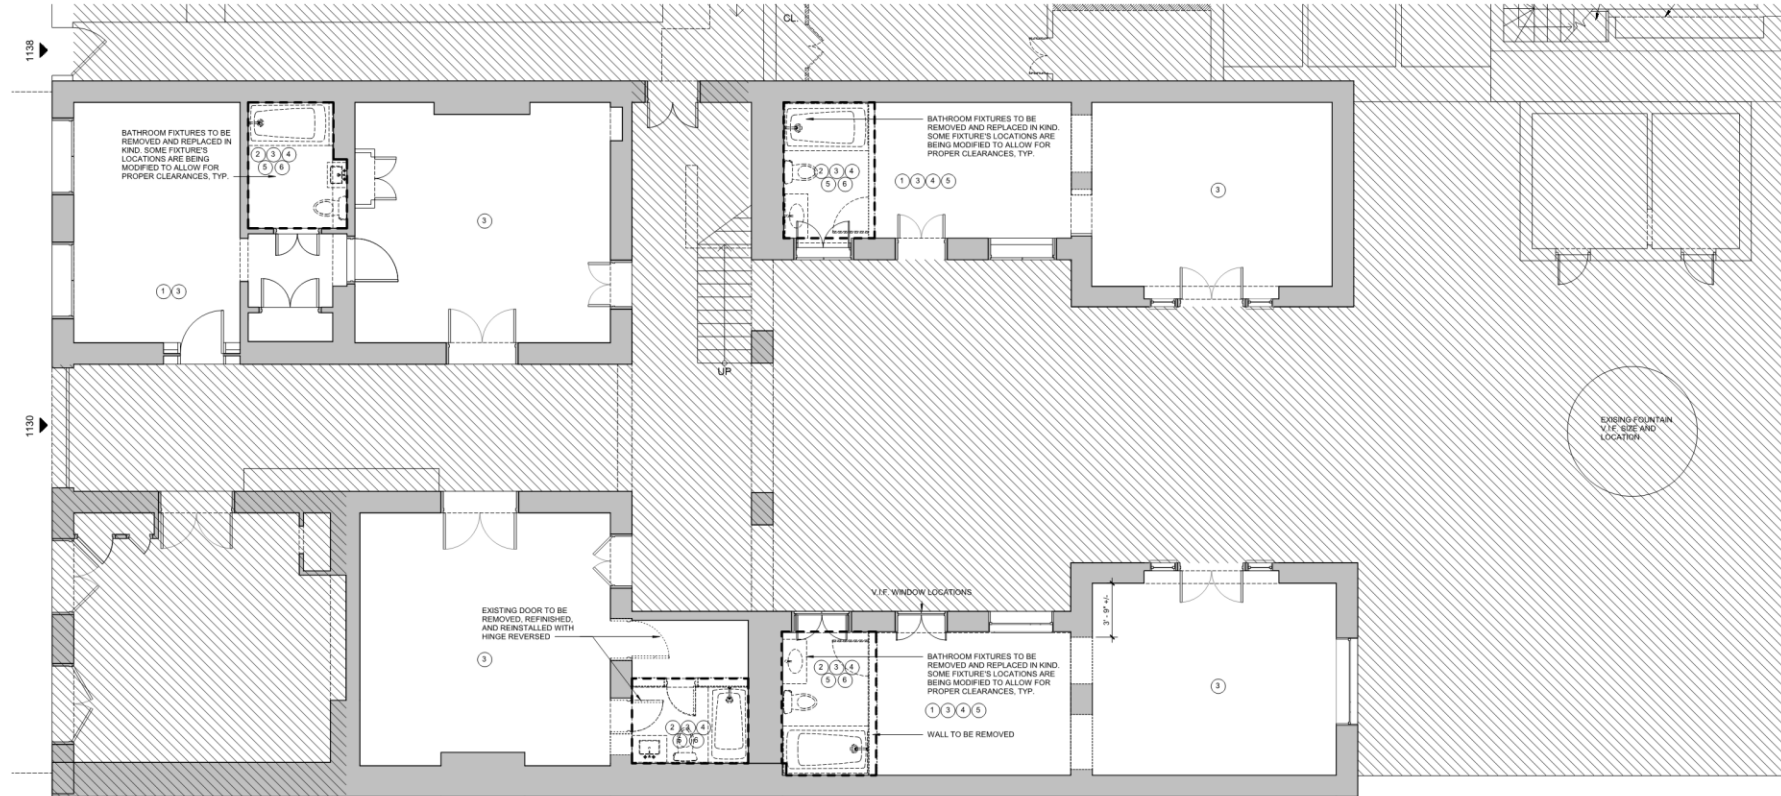 CL.
1138
BATHROOM FIXTURES TO BE
REMOVED AND REPLACED IN
KIND. SOME FIXTURE'S
LOCATIONS ARE BEING
MODIFIED TO ALLOW FOR
PROPER CLEARANCES, TYP.
2 3 4
5 6
3
1 3
BATHROOM FIXTURES TO BE
REMOVED AND REPLACED IN KIND.
SOME FIXTURE'S LOCATIONS ARE
BEING MODIFIED TO ALLOW FOR
PROPER CLEARANCES, TYP.
2 3 4
5 6
1 3 4 5
3
UP
1130
EXISING FOUNTAIN
V.I.F. SIZE AND
LOCATION
EXISTING DOOR TO BE
REMOVED, REFINISHED,
AND REINSTALLED WITH
HINGE REVERSED
3
2 3 4
5 6
V.I.F. WINDOW LOCATIONS
3' - 9" +/-
BATHROOM FIXTURES TO BE
REMOVED AND REPLACED IN KIND.
SOME FIXTURE'S LOCATIONS ARE
BEING MODIFIED TO ALLOW FOR
PROPER CLEARANCES, TYP.
2 3 4
5 6
1 3 4 5
WALL TO BE REMOVED
3